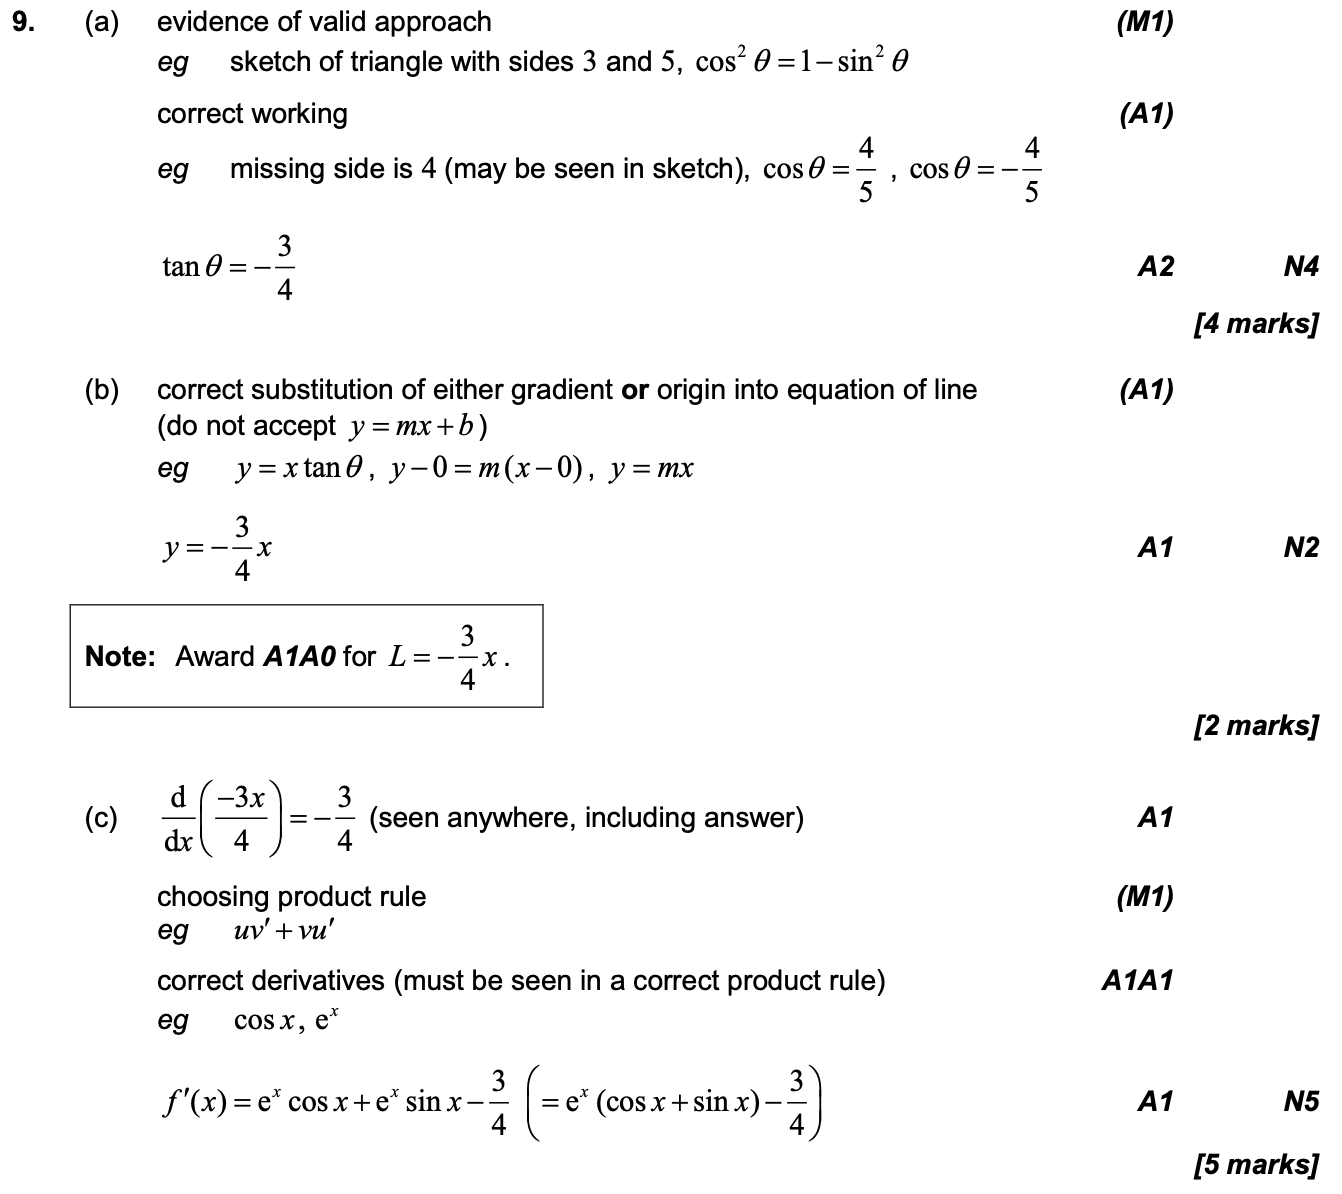 9. (a) evidence of valid approach (M1)
eg sketch of triangle with sides 3 and 5, cos² θ = 1 − sin² θ
correct working (A1)
eg missing side is 4 (may be seen in sketch), cos θ = 4/5 , cos θ = −4/5
tan θ = −3/4 A2 N4
[4 marks]
(b) correct substitution of either gradient or origin into equation of line (A1)
(do not accept y = mx + b)
eg y = x tan θ, y − 0 = m(x − 0), y = mx
y = −3/4 x A1 N2
Note: Award A1A0 for L = −3/4 x.
[2 marks]
(c) d/dx (−3x/4) = −3/4 (seen anywhere, including answer) A1
choosing product rule (M1)
eg uv′ + vu′
correct derivatives (must be seen in a correct product rule) A1A1
eg cos x, eˣ
f′(x) = eˣ cos x + eˣ sin x − 3/4 (= eˣ (cos x + sin x) − 3/4) A1 N5
[5 marks]